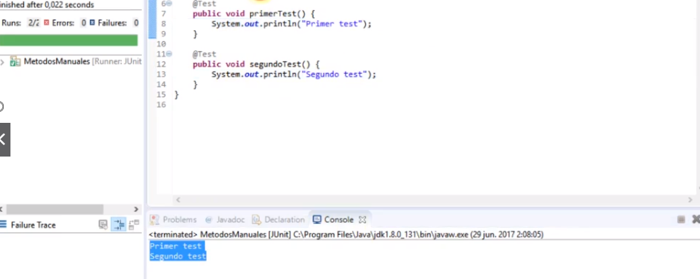 inished after 0,022 seconds
Runs: 2/2 Errors: 0 Failures: 0
MetodosManuales [Runner: JUnit
Failure Trace
6 @Test
7 public void primerTest() {
8 System.out.println("Primer test");
9 }
10
11 @Test
12 public void segundoTest() {
13 System.out.println("Segundo test");
14 }
15 }
16
Problems @ Javadoc Declaration Console
<terminated> MetodosManuales [JUnit] C:\Program Files\Java\jdk1.8.0_131\bin\javaw.exe (29 jun. 2017 2:08:05)
Primer test
Segundo test